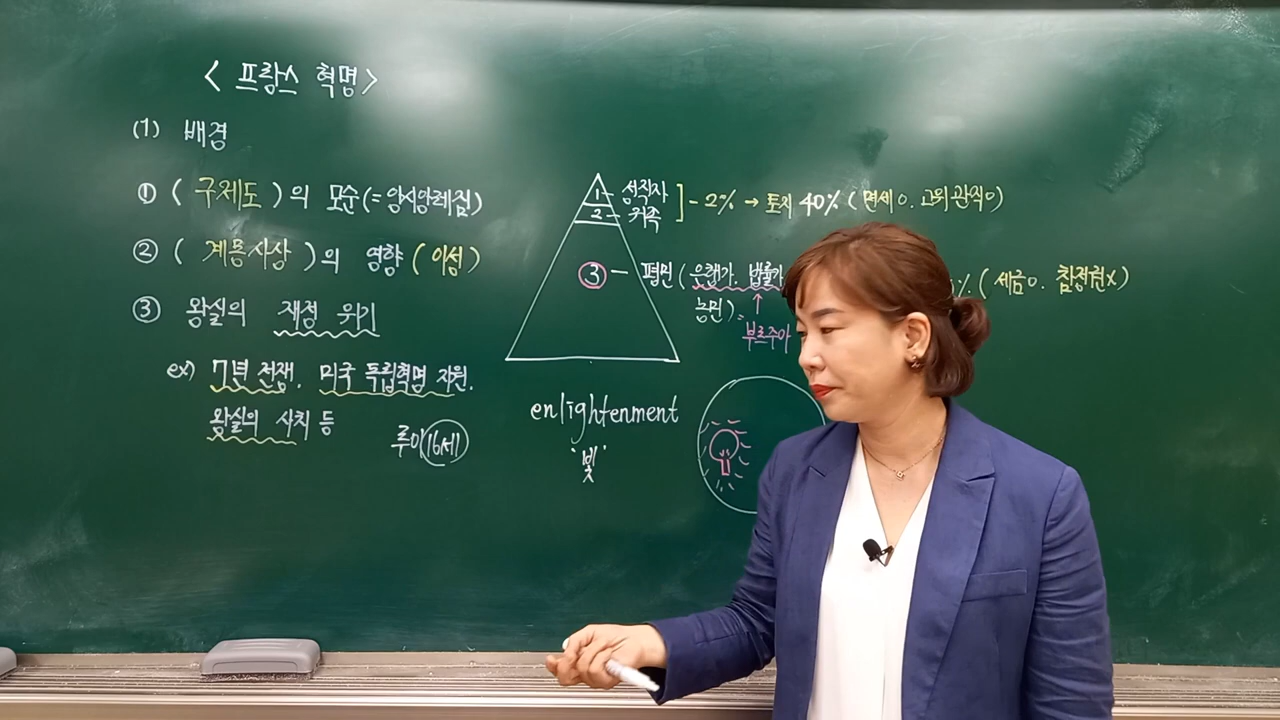 < 프랑스 혁명 >
(1) 배경
① ( 구제도 )의 모순(=앙시앙레짐)
② ( 계몽사상 )의 영향 (이성)
③ 왕실의 재정 위기
ex) 7년 전쟁. 미국 독립혁명 지원.
왕실의 사치 등
루이 16세
1 - 성직자
2 - 귀족
] - 2% → 토지 40% ( 면세 O. 고위관직 O)
③ - 평민 ( 은행가. 법률가
% ( 세금 O. 참정권 X)
농민)
↑
부르주아
enlightenment
'빛'